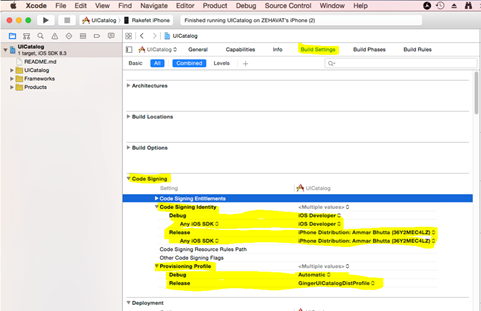 Xcode File Edit View Find Navigate Editor Product Debug Source Control Window Help
UICatalog Rakefet iPhone Finished running UICatalog on ZEHAVAT's iPhone (2)
UICatalog
UICatalog
1 target, iOS SDK 8.3
README.md
UICatalog
Frameworks
Products
UICatalog General Capabilities Info Build Settings Build Phases Build Rules
Basic All Combined Levels +
Architectures
Build Locations
Build Options
Code Signing
Setting UICatalog
Code Signing Entitlements
Code Signing Identity <Multiple values>
Debug iOS Developer
Any iOS SDK iOS Developer
Release iPhone Distribution: Ammar Bhutta (36Y2MEC4LZ)
Any iOS SDK iPhone Distribution: Ammar Bhutta (36Y2MEC4LZ)
Code Signing Resource Rules Path
Other Code Signing Flags
Provisioning Profile <Multiple values>
Debug Automatic
Release GingerUICatalogDistProfile
Deployment